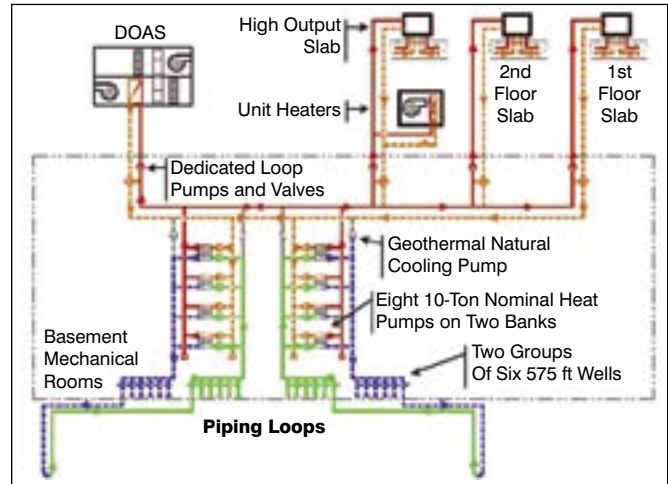 DOAS
High Output
Slab
Unit Heaters
2nd
Floor
Slab
1st
Floor
Slab
Dedicated Loop
Pumps and Valves
Geothermal Natural
Cooling Pump
Eight 10-Ton Nominal Heat
Pumps on Two Banks
Basement
Mechanical
Rooms
Two Groups
Of Six 575 ft Wells
Piping Loops